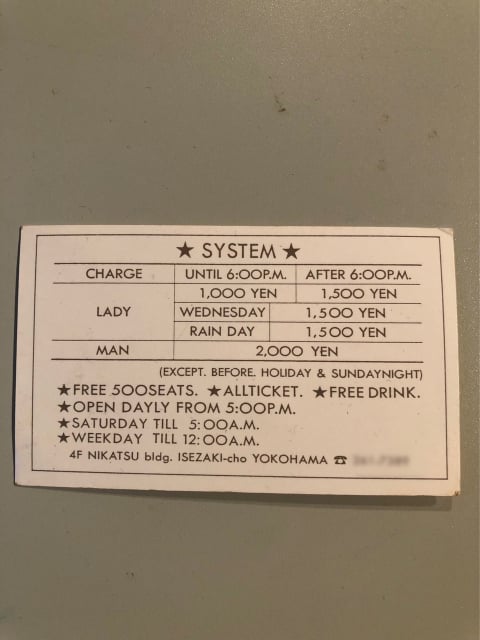 ★ SYSTEM ★
CHARGE UNTIL 6:00P.M. AFTER 6:00P.M.
LADY 1,000 YEN 1,500 YEN
WEDNESDAY 1,500 YEN
RAIN DAY 1,500 YEN
MAN 2,000 YEN
(EXCEPT. BEFORE. HOLIDAY & SUNDAYNIGHT)
★FREE 500SEATS. ★ALLTICKET. ★FREE DRINK.
★OPEN DAYLY FROM 5:00P.M.
★SATURDAY TILL 5:00A.M.
★WEEKDAY TILL 12:00A.M.
4F NIKATSU bldg. ISEZAKI-cho YOKOHAMA ☎